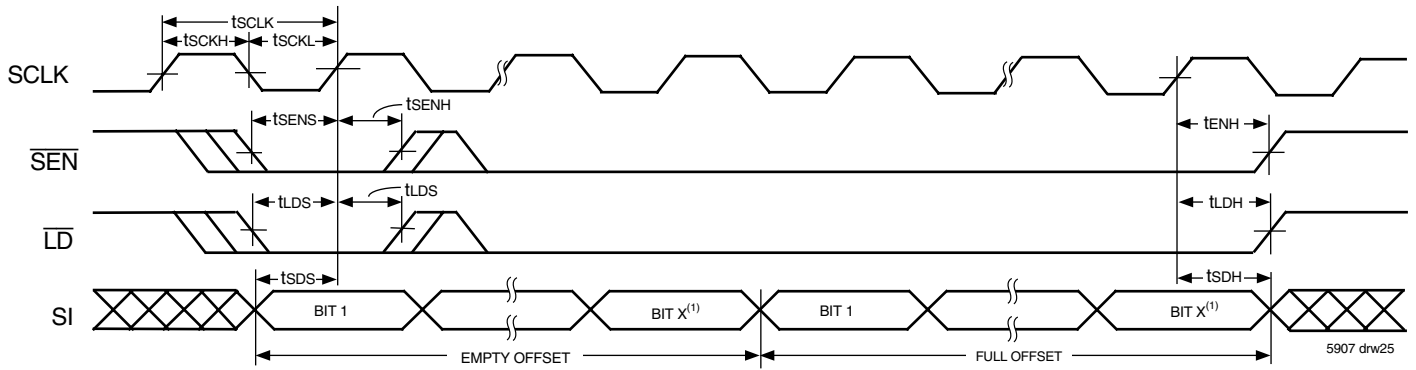 tSCLK
tSCKH tSCKL
SCLK
tSENH
tSENS
tENH
SEN
tLDS
tLDS
tLDH
LD
tSDS
tSDH
SI
BIT 1
BIT X(1)
BIT 1
BIT X(1)
EMPTY OFFSET
FULL OFFSET
5907 drw25